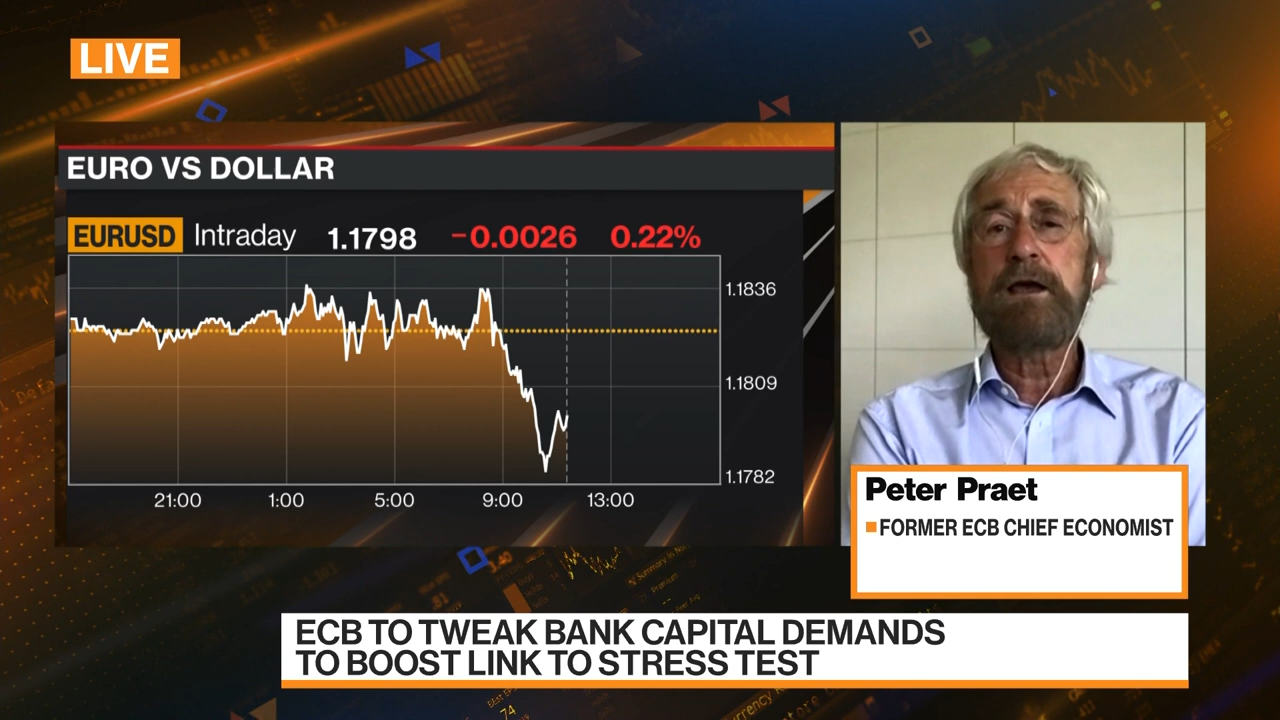 LIVE
EURO VS DOLLAR
EURUSD Intraday 1.1798 -0.0026 0.22%
1.1836
1.1809
1.1782
21:00 1:00 5:00 9:00 13:00
Peter Praet
FORMER ECB CHIEF ECONOMIST
ECB TO TWEAK BANK CAPITAL DEMANDS
TO BOOST LINK TO STRESS TEST
74